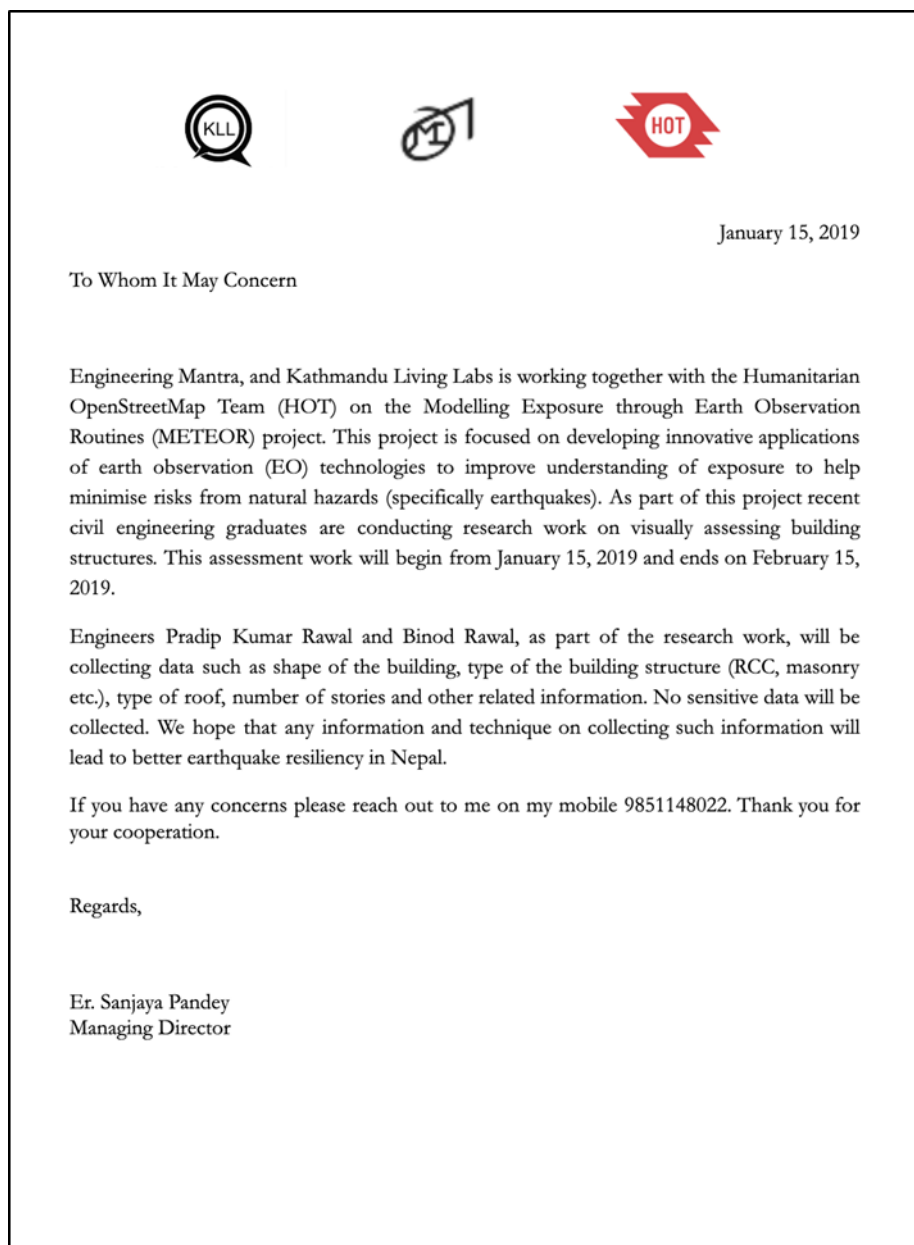 KLL
HOT
January 15, 2019
To Whom It May Concern
Engineering Mantra, and Kathmandu Living Labs is working together with the Humanitarian
OpenStreetMap Team (HOT) on the Modelling Exposure through Earth Observation
Routines (METEOR) project. This project is focused on developing innovative applications
of earth observation (EO) technologies to improve understanding of exposure to help
minimise risks from natural hazards (specifically earthquakes). As part of this project recent
civil engineering graduates are conducting research work on visually assessing building
structures. This assessment work will begin from January 15, 2019 and ends on February 15,
2019.
Engineers Pradip Kumar Rawal and Binod Rawal, as part of the research work, will be
collecting data such as shape of the building, type of the building structure (RCC, masonry
etc.), type of roof, number of stories and other related information. No sensitive data will be
collected. We hope that any information and technique on collecting such information will
lead to better earthquake resiliency in Nepal.
If you have any concerns please reach out to me on my mobile 9851148022. Thank you for
your cooperation.
Regards,
Er. Sanjaya Pandey
Managing Director